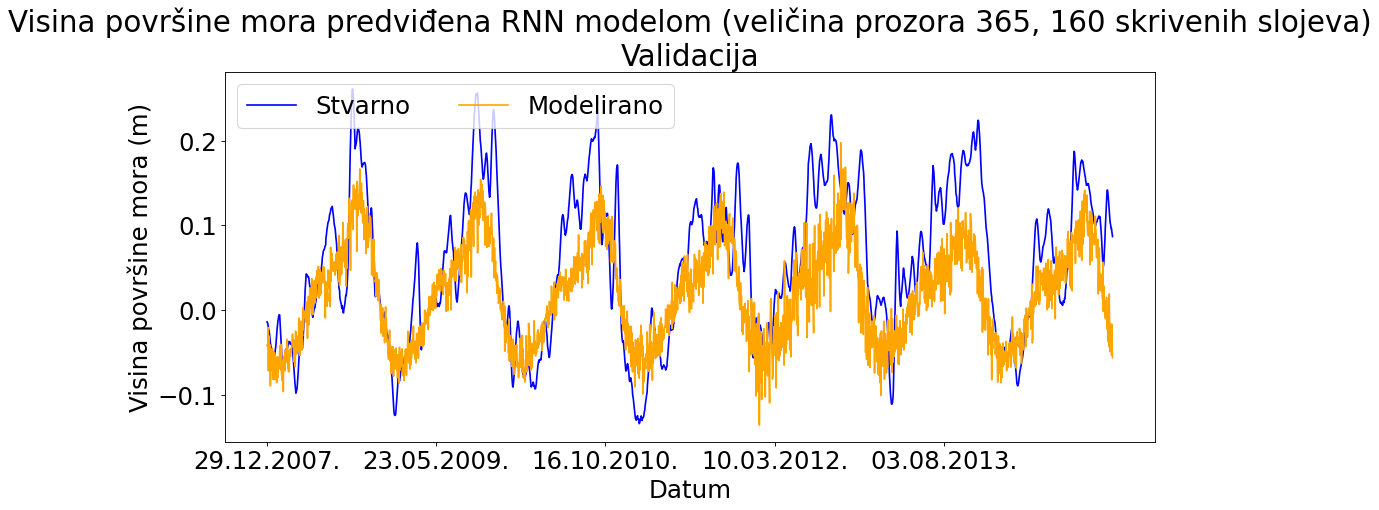 Visina površine mora predviđena RNN modelom (veličina prozora 365, 160 skrivenih slojeva)
Validacija
Stvarno
Modelirano
Visina površine mora (m)
0.2
0.1
0.0
−0.1
29.12.2007.
23.05.2009.
16.10.2010.
10.03.2012.
03.08.2013.
Datum